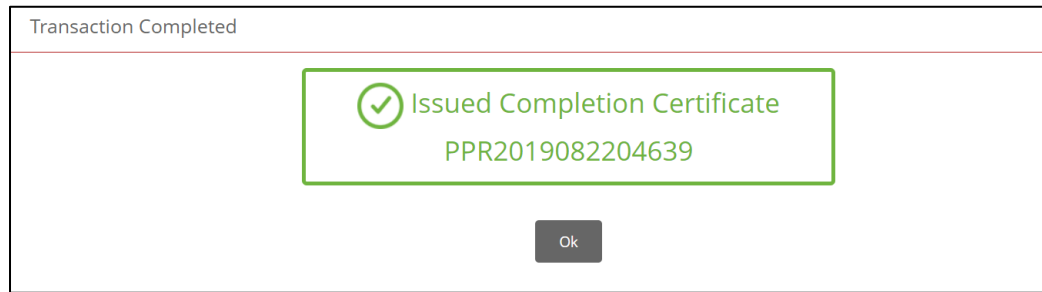 Transaction Completed
Issued Completion Certificate
PPR2019082204639
Ok